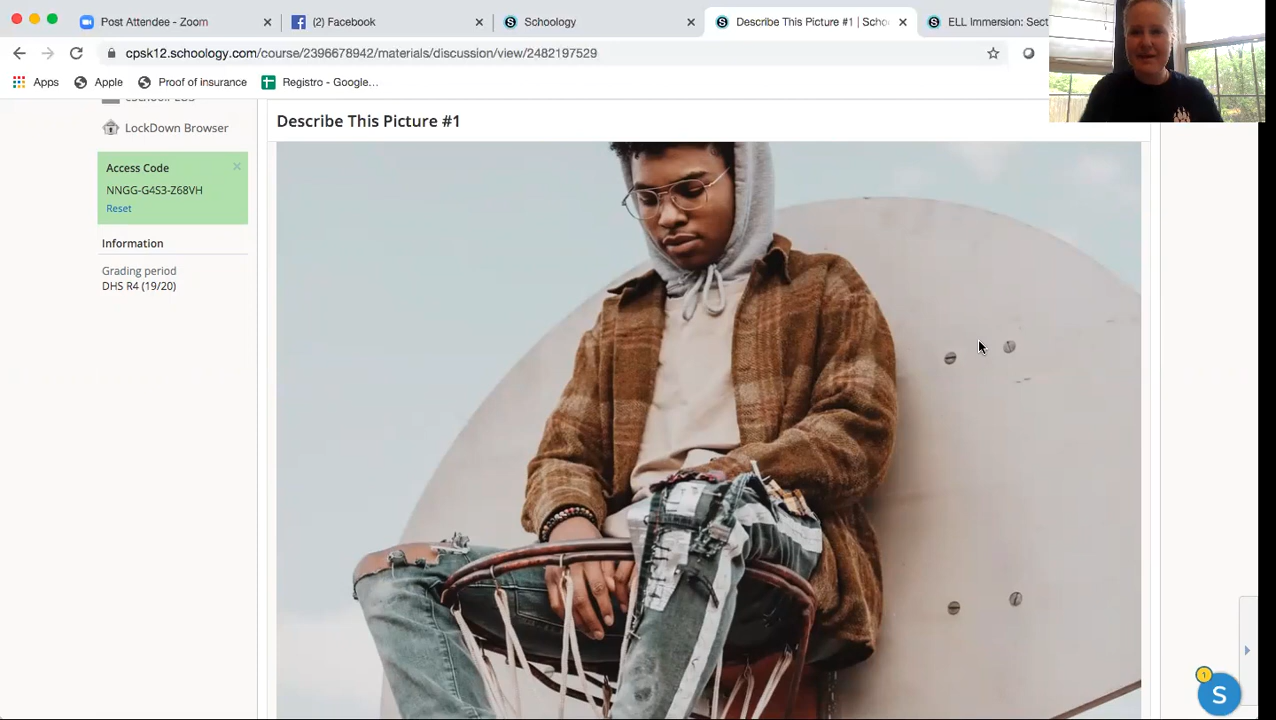 Post Attendee - Zoom
(2) Facebook
Schoology
Describe This Picture #1 | Scho
ELL Immersion: Sect
cpsk12.schoology.com/course/2396678942/materials/discussion/view/2482197529
Apps
Apple
Proof of insurance
Registro - Google...
LockDown Browser
Access Code
NNGG-G4S3-Z68VH
Reset
Information
Grading period
DHS R4 (19/20)
Describe This Picture #1
1
S